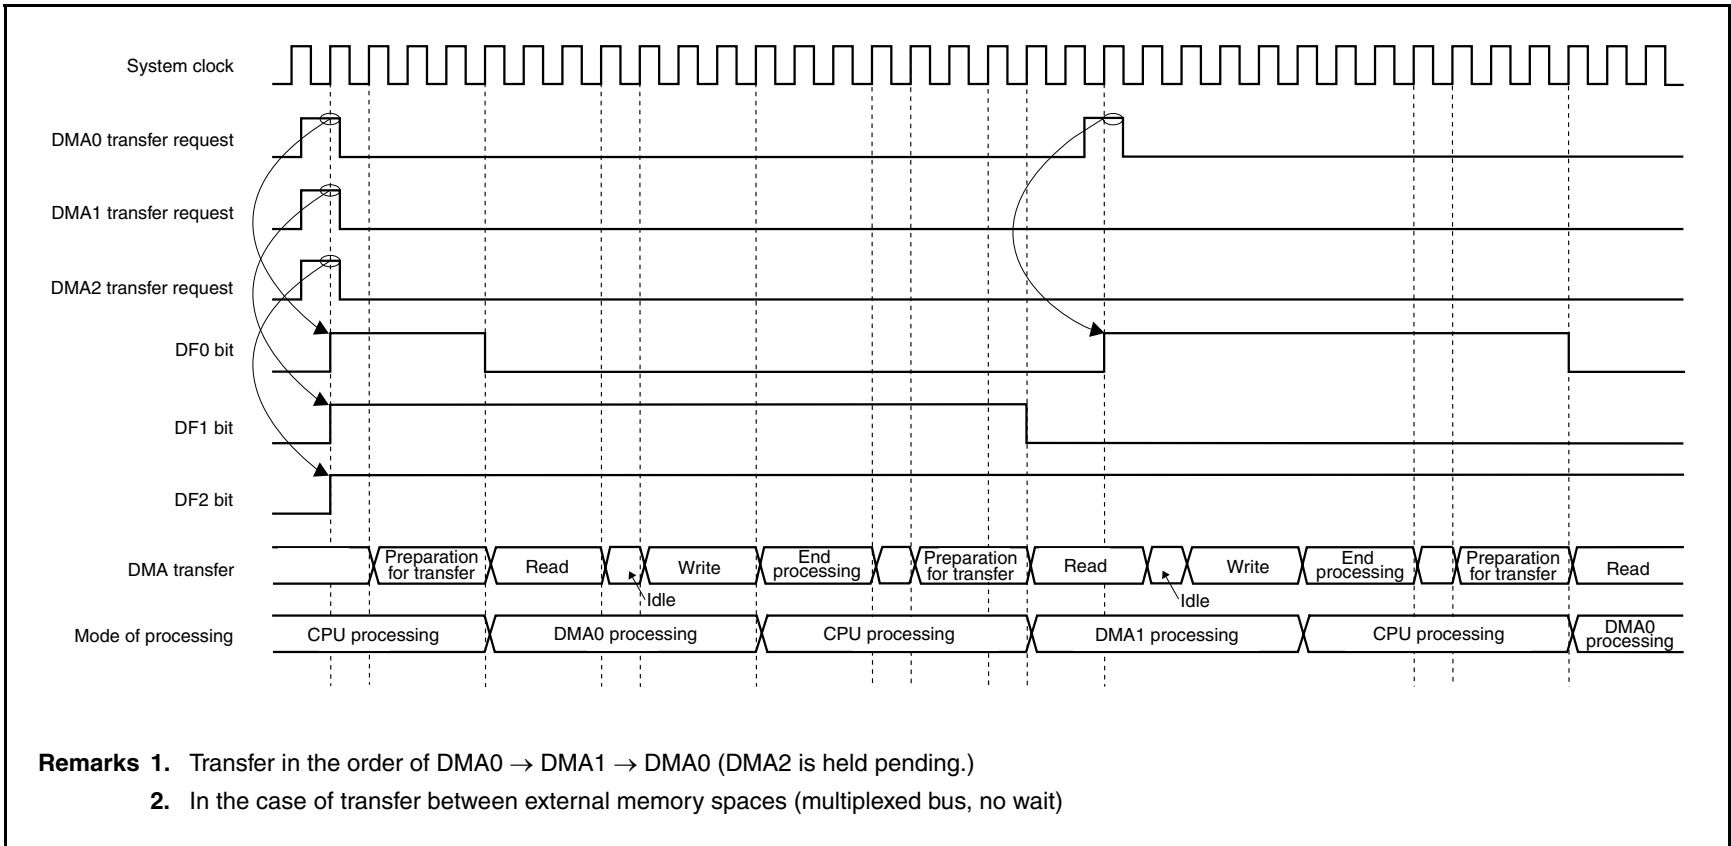 System clock
DMA0 transfer request
DMA1 transfer request
DMA2 transfer request
DF0 bit
DF1 bit
DF2 bit
DMA transfer
Preparation
for transfer
Read
Idle
Write
End
processing
Preparation
for transfer
Read
Idle
Write
End
processing
Preparation
for transfer
Read
Mode of processing
CPU processing
DMA0 processing
CPU processing
DMA1 processing
CPU processing
DMA0
processing
Remarks 1. Transfer in the order of DMA0 → DMA1 → DMA0 (DMA2 is held pending.)
2. In the case of transfer between external memory spaces (multiplexed bus, no wait)